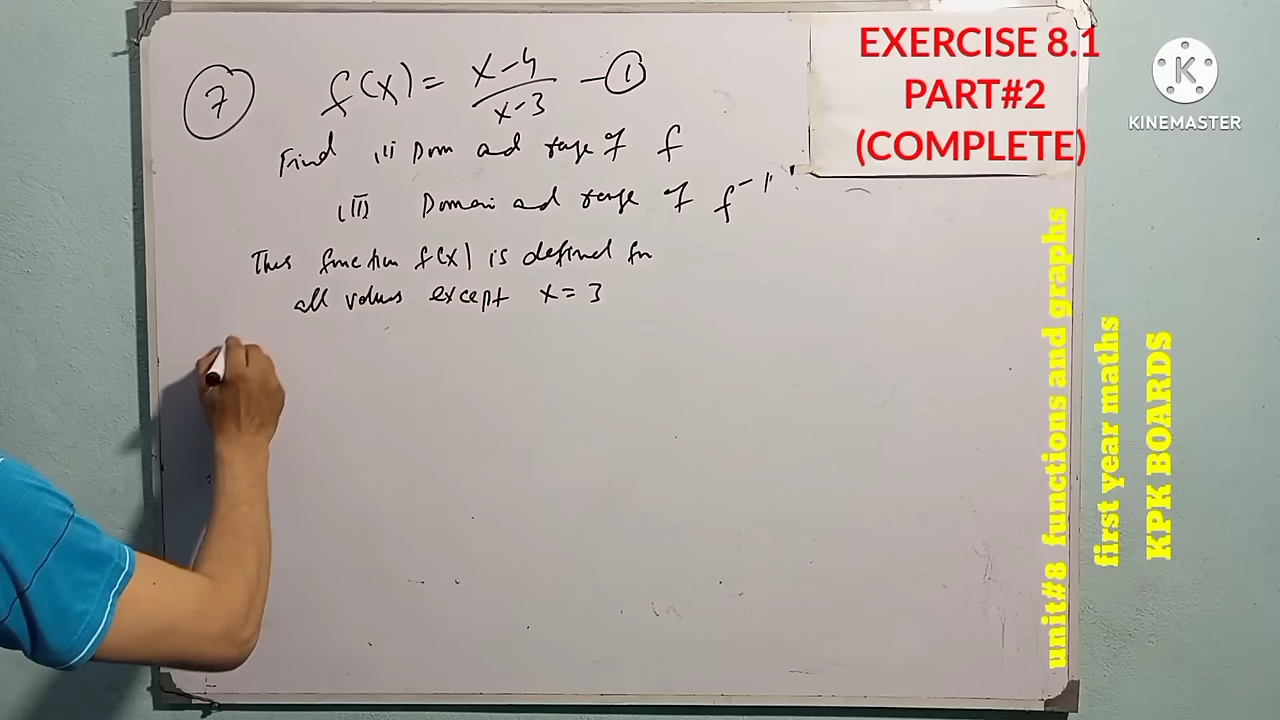 7 f(x) = x-4 / x-3 — 1
Find (i) Dom and range of f
(ii) Domain and range of f⁻¹
Thus function f(x) is defined for
all values except x = 3
EXERCISE 8.1
PART#2
(COMPLETE)
KINEMASTER
unit#8 functions and graphs
first year maths
KPK BOARDS